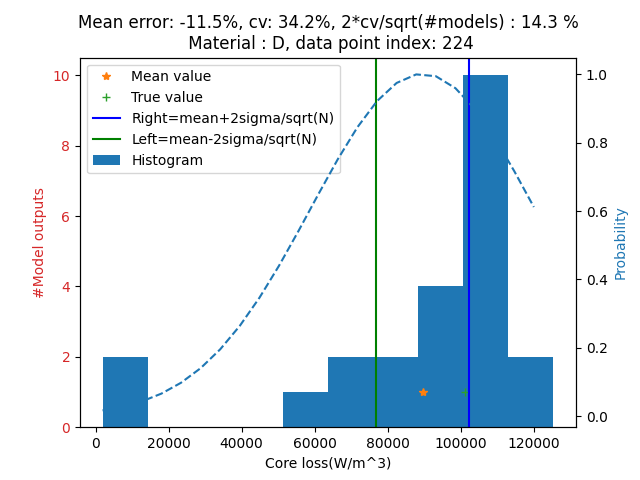 Mean error: -11.5%, cv: 34.2%, 2*cv/sqrt(#models) : 14.3 %
Material : D, data point index: 224
Mean value
True value
Right=mean+2sigma/sqrt(N)
Left=mean-2sigma/sqrt(N)
Histogram
#Model outputs
10
8
6
4
2
0
1.0
0.8
0.6
0.4
0.2
0.0
Probability
0 20000 40000 60000 80000 100000 120000
Core loss(W/m^3)